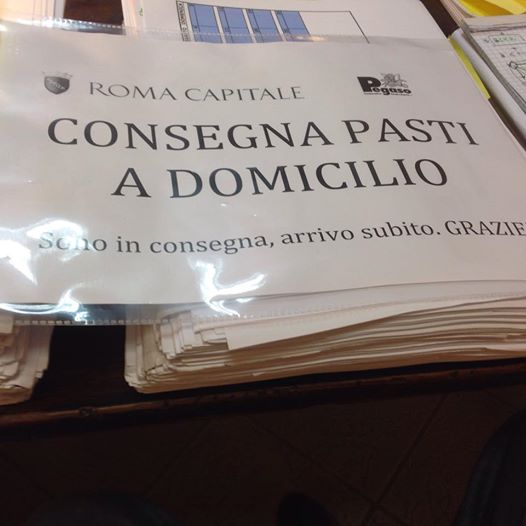 ROMA CAPITALE
Pegaso
CONSEGNA PASTI
A DOMICILIO
Sono in consegna, arrivo subito. GRAZIE